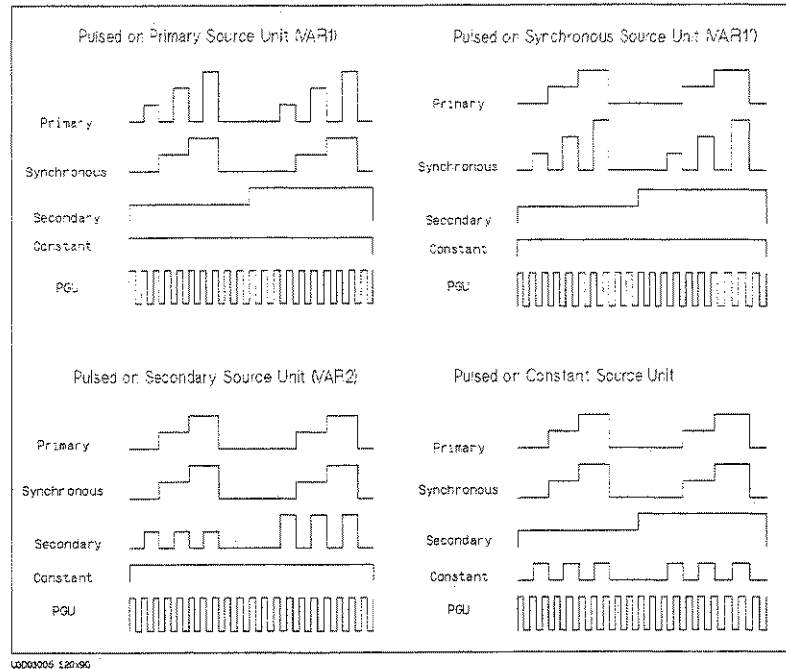 Pulsed on Primary Source Unit (VAR1)
Primary
Synchronous
Secondary
Constant
PGU
Pulsed on Synchronous Source Unit (VAR1')
Primary
Synchronous
Secondary
Constant
PGU
Pulsed on Secondary Source Unit (VAR2)
Primary
Synchronous
Secondary
Constant
PGU
Pulsed on Constant Source Unit
Primary
Synchronous
Secondary
Constant
PGU